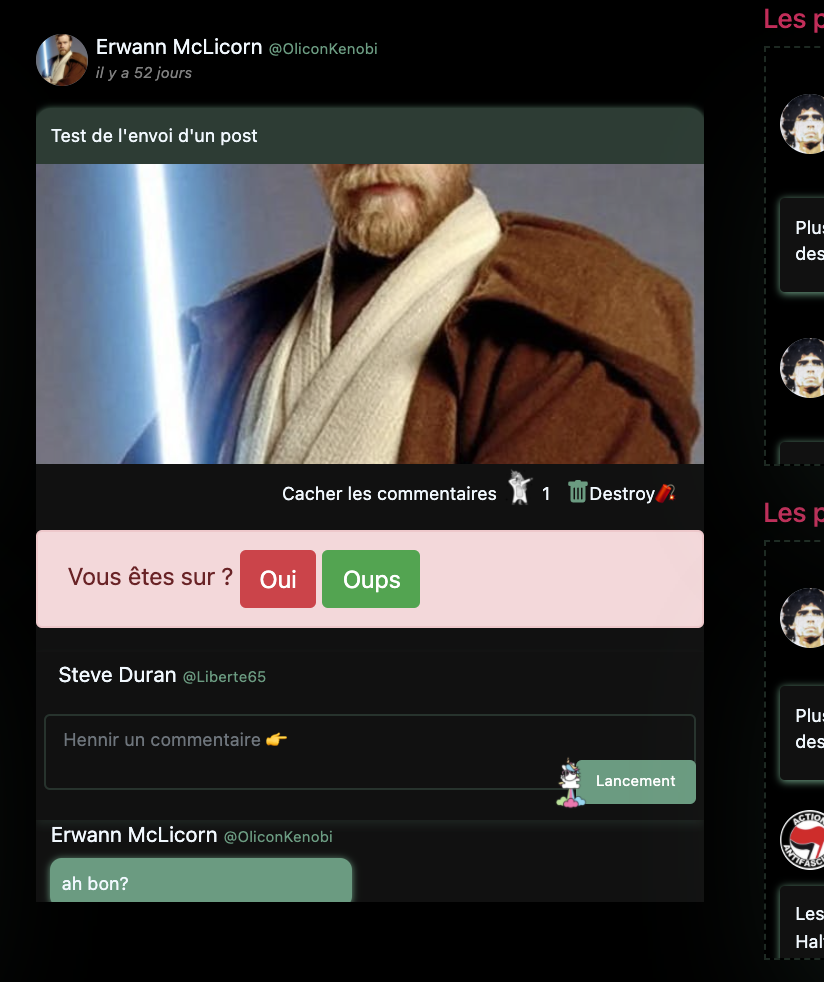 Erwann McLicorn @OliconKenobi
il y a 52 jours
Test de l'envoi d'un post
Cacher les commentaires 1 Destroy
Vous êtes sur ? Oui Oups
Steve Duran @Liberte65
Hennir un commentaire 👉
Lancement
Erwann McLicorn @OliconKenobi
ah bon?
Les p
Plus
des
Les p
Plus
des
ACTION
ANTIFASC
Les
Hal